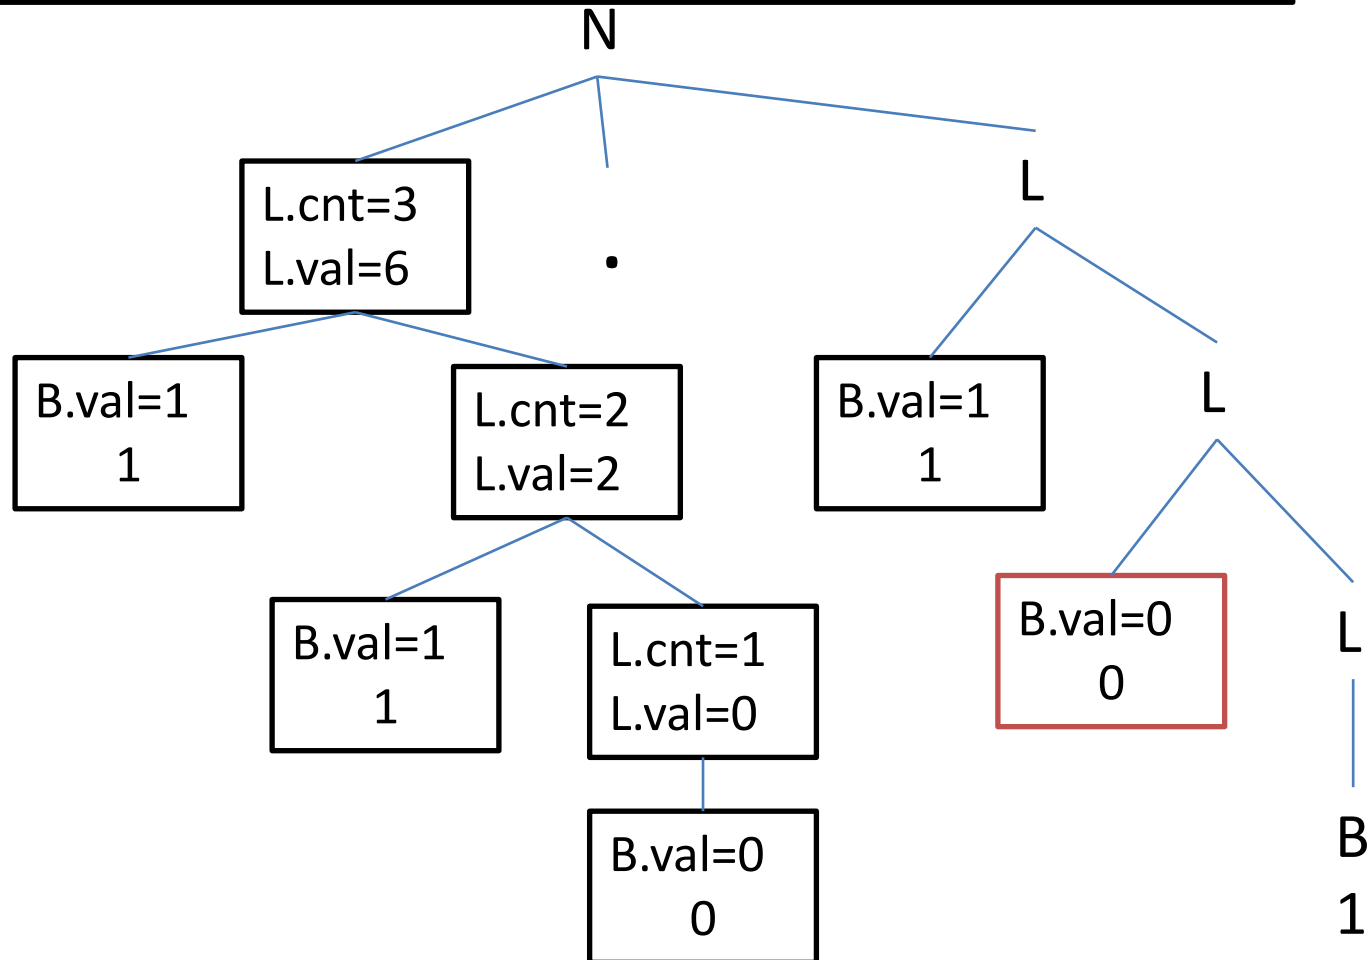 N
L.cnt=3
L.val=6
.
L
B.val=1
1
L.cnt=2
L.val=2
B.val=1
1
L
B.val=1
1
L.cnt=1
L.val=0
B.val=0
0
L
B.val=0
0
B
1